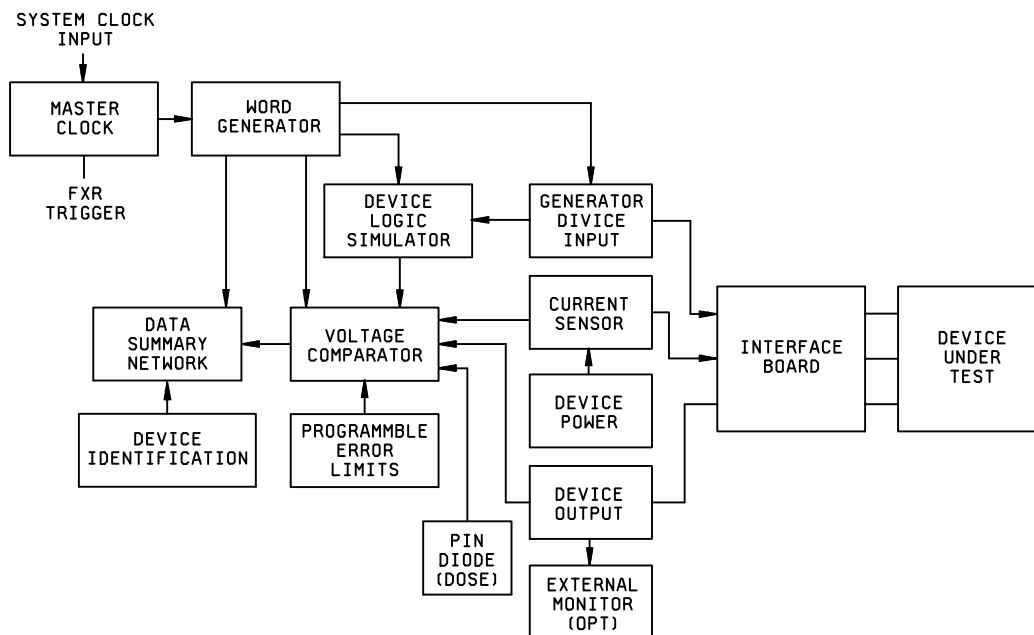 SYSTEM CLOCK
INPUT
MASTER
CLOCK
FXR
TRIGGER
WORD
GENERATOR
DEVICE
LOGIC
SIMULATOR
GENERATOR
DIVICE
INPUT
DATA
SUMMARY
NETWORK
VOLTAGE
COMPARATOR
CURRENT
SENSOR
INTERFACE
BOARD
DEVICE
UNDER
TEST
DEVICE
IDENTIFICATION
PROGRAMMBLE
ERROR
LIMITS
DEVICE
POWER
PIN
DIODE
(DOSE)
DEVICE
OUTPUT
EXTERNAL
MONITOR
(OPT)